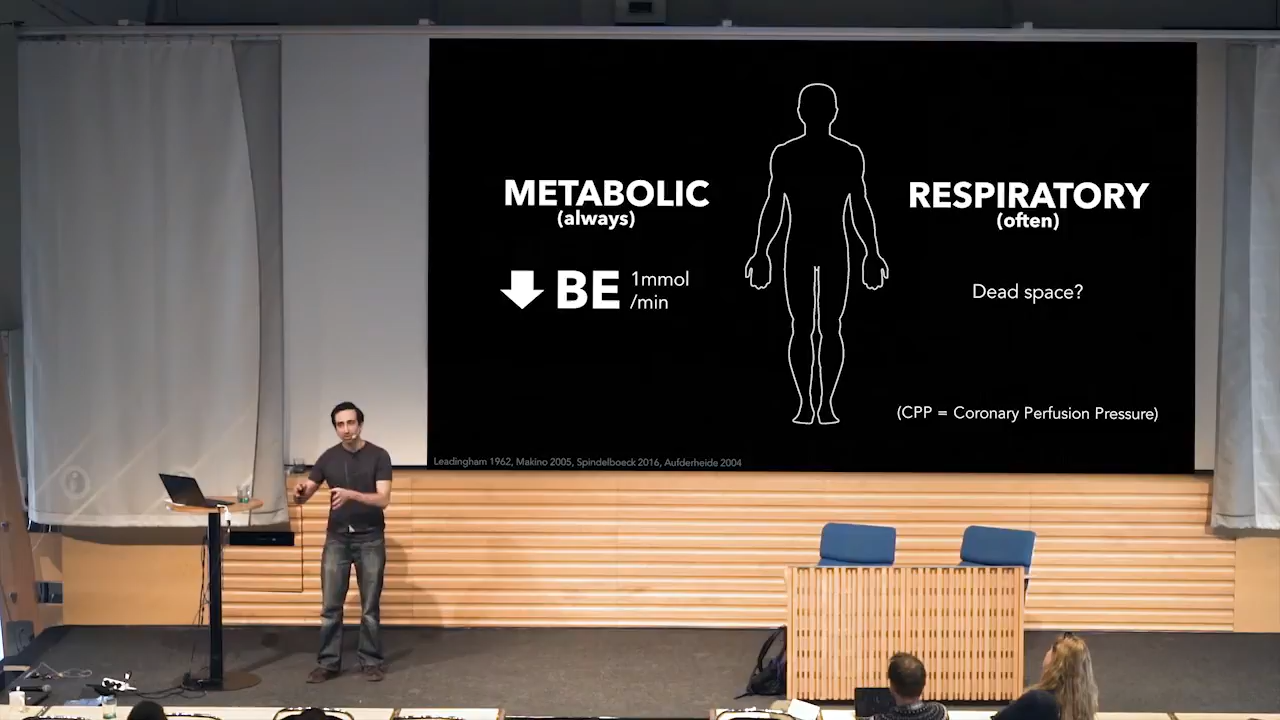 METABOLIC
(always)
BE 1mmol
/min
RESPIRATORY
(often)
Dead space?
(CPP = Coronary Perfusion Pressure)
Leadingham 1962, Makino 2005, Spindelboeck 2016, Aufderheide 2004